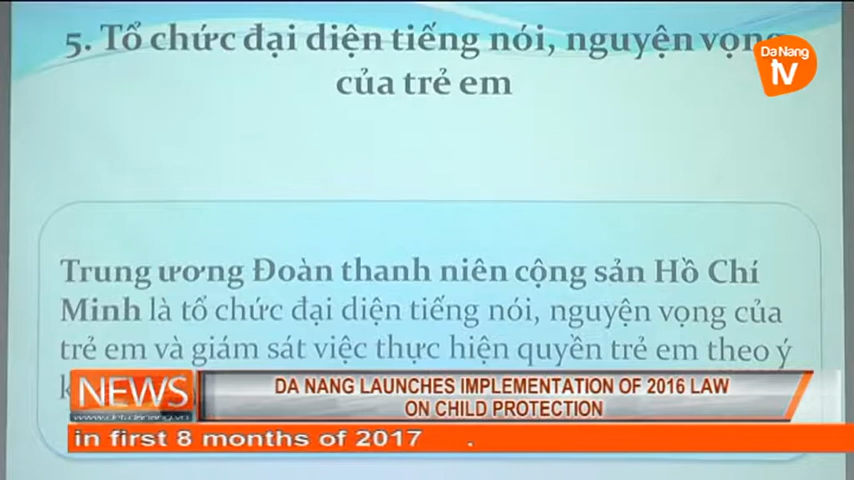 5. Tổ chức đại diện tiếng nói, nguyện vọng
của trẻ em
Da Nang
tv
Trung ương Đoàn thanh niên cộng sản Hồ Chí
Minh là tổ chức đại diện tiếng nói, nguyện vọng của
trẻ em và giám sát việc thực hiện quyền trẻ em theo ý
NEWS
DA NANG LAUNCHES IMPLEMENTATION OF 2016 LAW
ON CHILD PROTECTION
in first 8 months of 2017 .